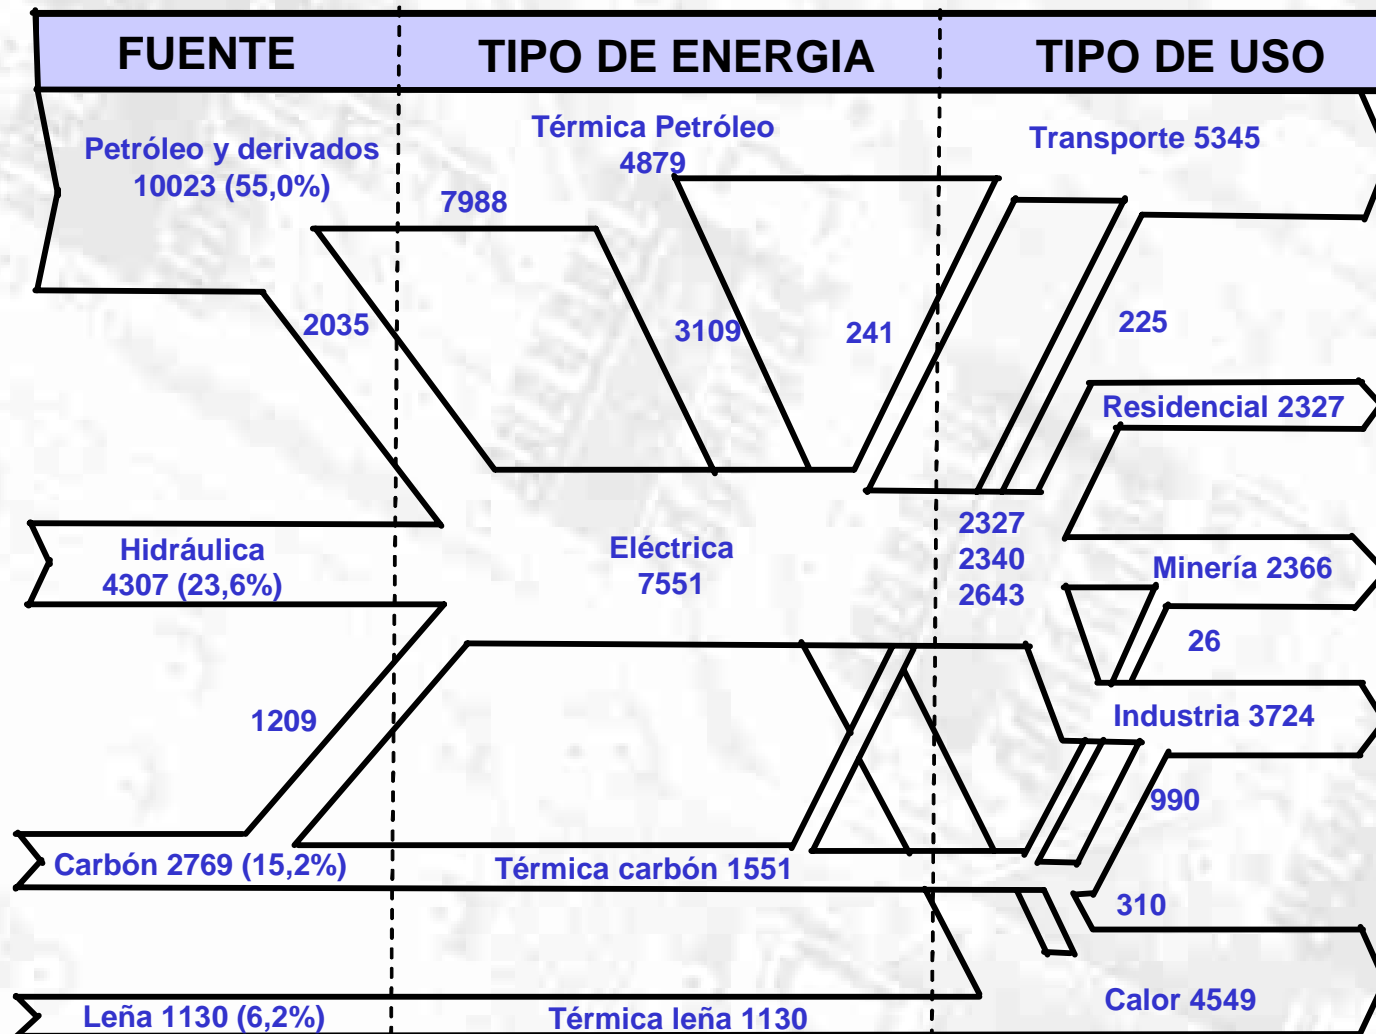 FUENTE
TIPO DE ENERGIA
TIPO DE USO
Petróleo y derivados
10023 (55,0%)
Térmica Petróleo
4879
Transporte 5345
7988
2035
3109
241
225
Residencial 2327
Hidráulica
4307 (23,6%)
Eléctrica
7551
2327
2340
2643
Minería 2366
26
1209
Industria 3724
990
Carbón 2769 (15,2%)
Térmica carbón 1551
310
Leña 1130 (6,2%)
Térmica leña 1130
Calor 4549